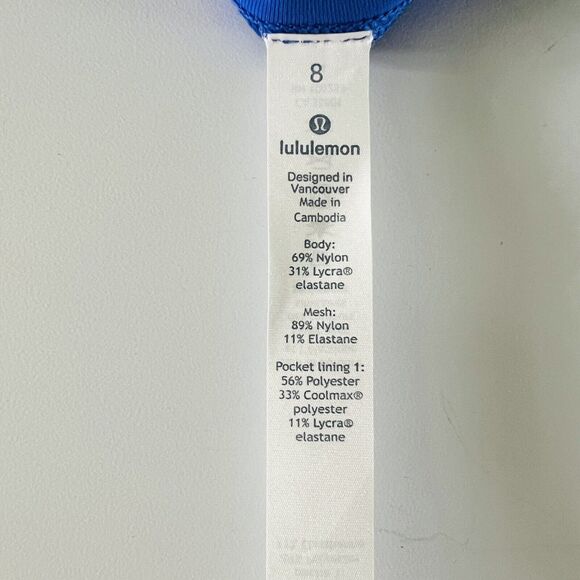 8
lululemon
Designed in
Vancouver
Made in
Cambodia
Body:
69% Nylon
31% Lycra®
elastane
Mesh:
89% Nylon
11% Elastane
Pocket lining 1:
56% Polyester
33% Coolmax®
polyester
11% Lycra®
elastane